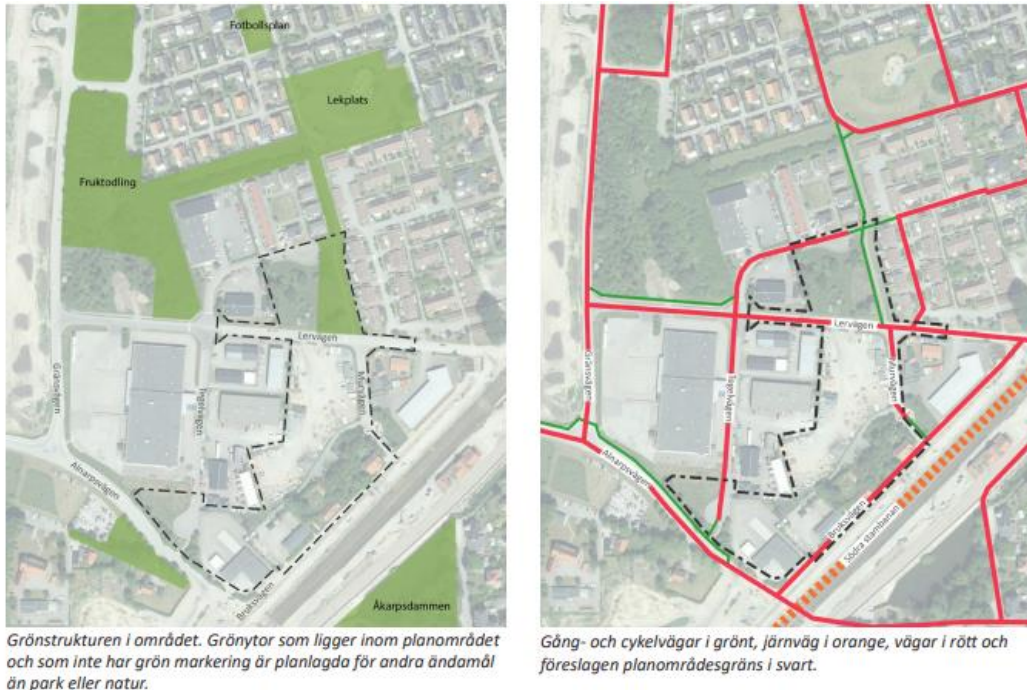 Fotbollsplan
Lekplats
Fruktodling
Lervägen
Gränsvägen
Tegelvägen
Murvägen
Alnarpsvägen
Bruksvägen
Åkarpsdammen
Grönstrukturen i området. Grönytor som ligger inom planområdet
och som inte har grön markering är planlagda för andra ändamål
än park eller natur.
Lervägen
Gränsvägen
Tegelvägen
Murvägen
Alnarpsvägen
Bruksvägen
Södra stambanan
Gång- och cykelvägar i grönt, järnväg i orange, vägar i rött och
föreslagen planområdesgräns i svart.